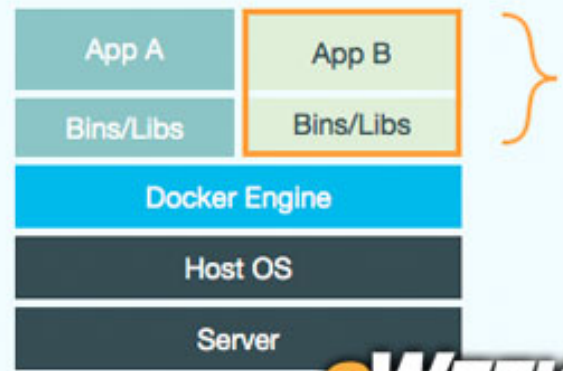 App A
App B
Bins/Libs
Bins/Libs
Docker Engine
Host OS
Server